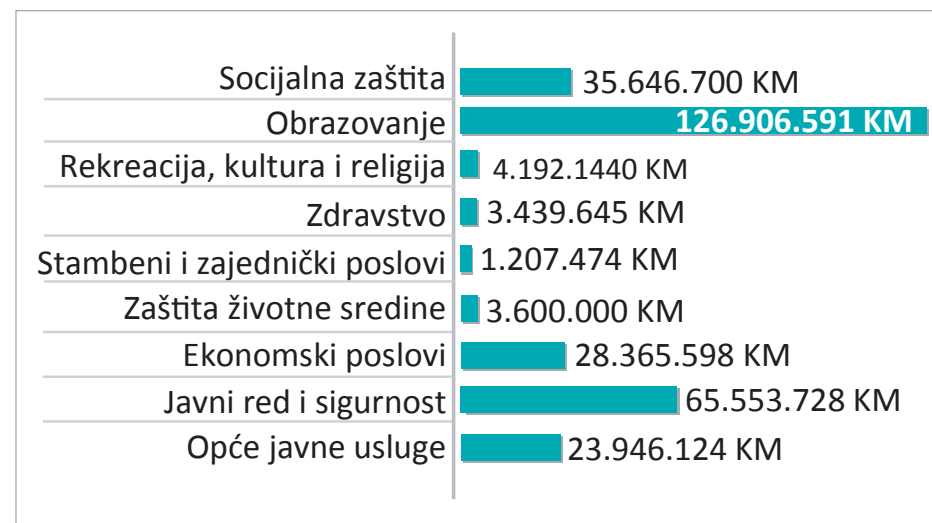 Socijalna zaštita 35.646.700 KM
Obrazovanje 126.906.591 KM
Rekreacija, kultura i religija 4.192.1440 KM
Zdravstvo 3.439.645 KM
Stambeni i zajednički poslovi 1.207.474 KM
Zaštita životne sredine 3.600.000 KM
Ekonomski poslovi 28.365.598 KM
Javni red i sigurnost 65.553.728 KM
Opće javne usluge 23.946.124 KM